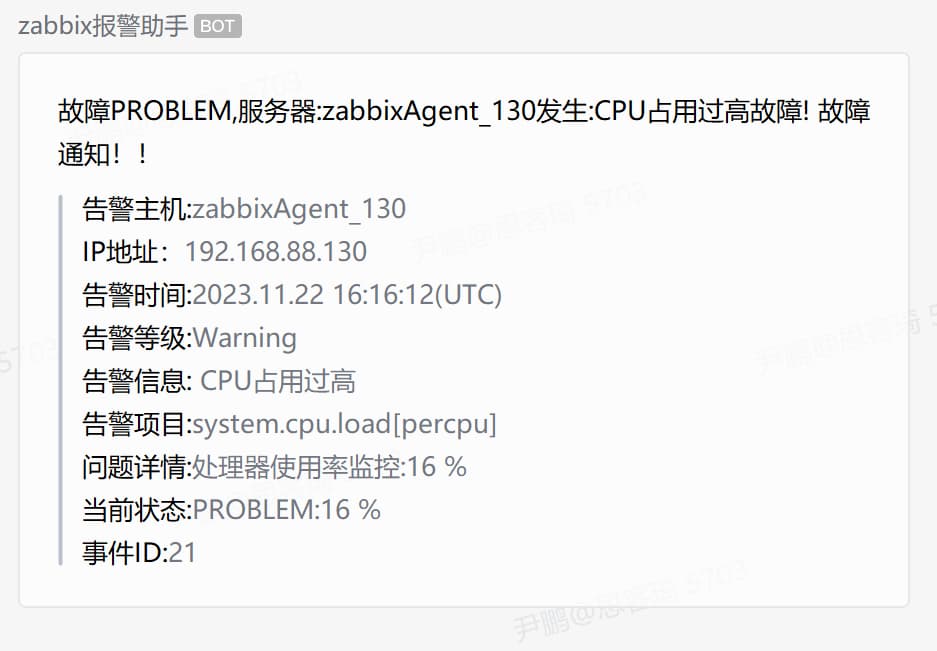 zabbix报警助手 BOT
故障PROBLEM,服务器:zabbixAgent_130发生:CPU占用过高故障! 故障
通知！！
告警主机:zabbixAgent_130
IP地址：192.168.88.130
告警时间:2023.11.22 16:16:12(UTC)
告警等级:Warning
告警信息: CPU占用过高
告警项目:system.cpu.load[percpu]
问题详情:处理器使用率监控:16 %
当前状态:PROBLEM:16 %
事件ID:21
尹鹏@思客琦 5703